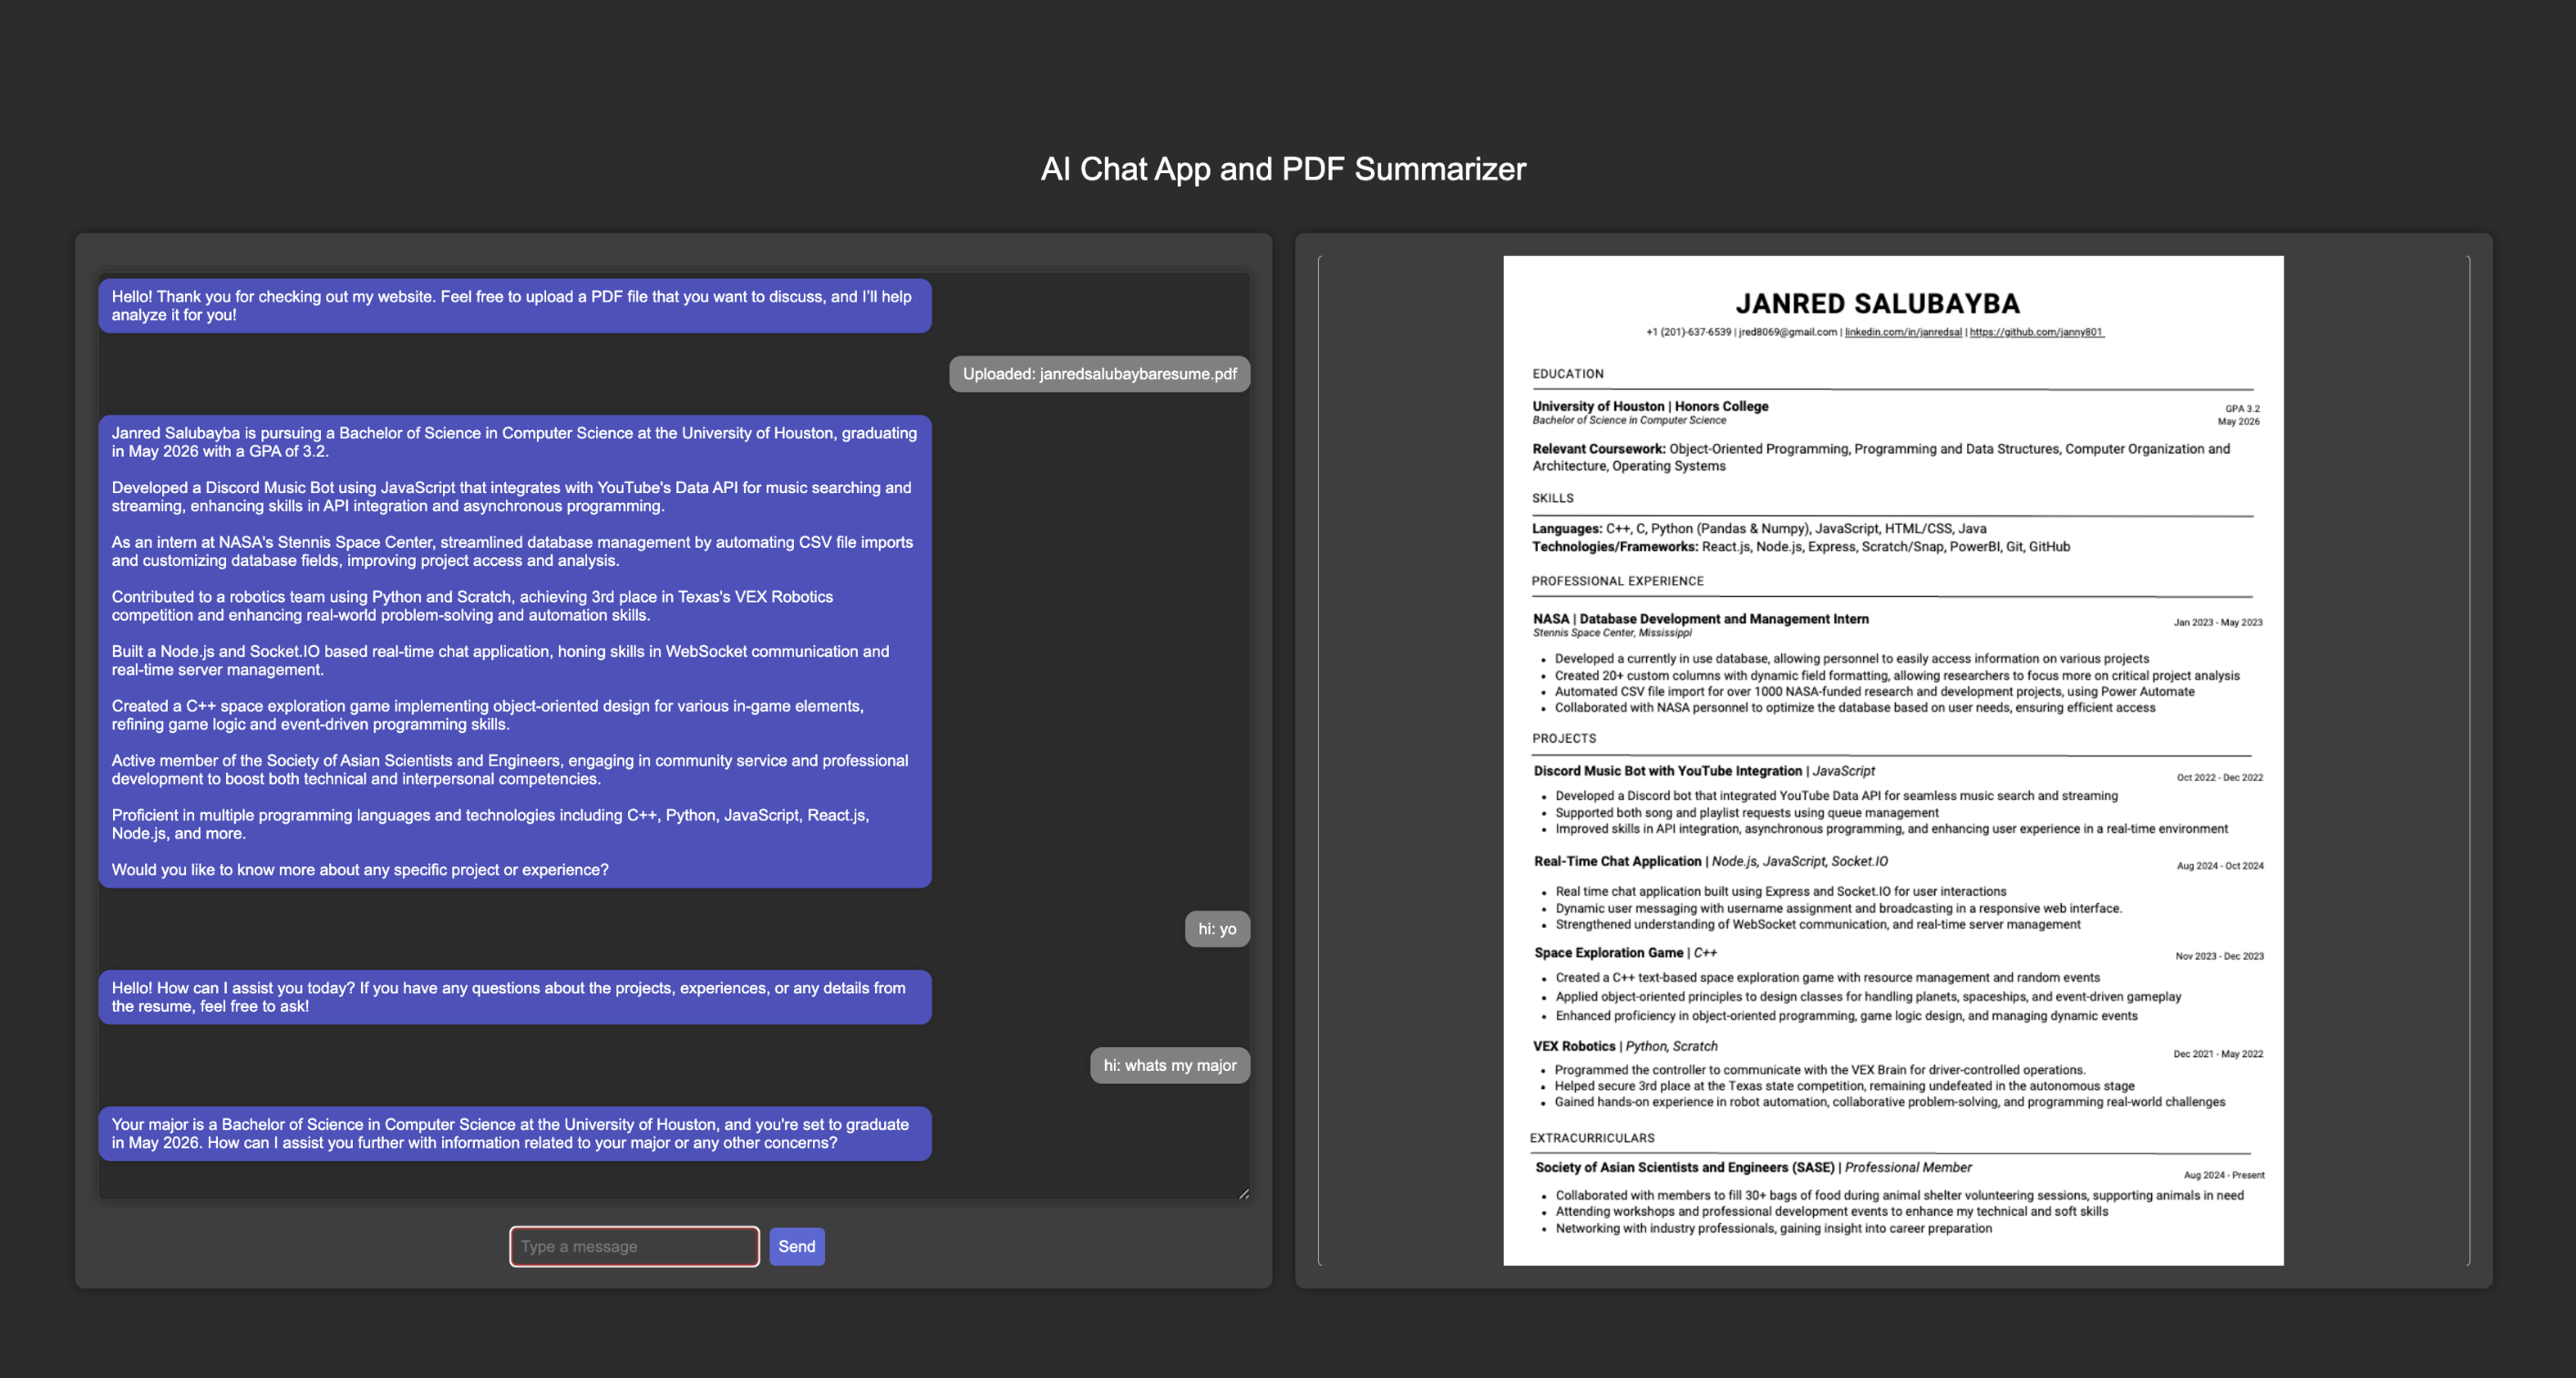 AI Chat App and PDF Summarizer
Hello! Thank you for checking out my website. Feel free to upload a PDF file that you want to discuss, and I'll help
analyze it for you!
Uploaded: janredsalubaybaresume.pdf
Janred Salubayba is pursuing a Bachelor of Science in Computer Science at the University of Houston, graduating
in May 2026 with a GPA of 3.2.
Developed a Discord Music Bot using JavaScript that integrates with YouTube's Data API for music searching and
streaming, enhancing skills in API integration and asynchronous programming.
As an intern at NASA's Stennis Space Center, streamlined database management by automating CSV file imports
and customizing database fields, improving project access and analysis.
Contributed to a robotics team using Python and Scratch, achieving 3rd place in Texas's VEX Robotics
competition and enhancing real-world problem-solving and automation skills.
Built a Node.js and Socket.IO based real-time chat application, honing skills in WebSocket communication and
real-time server management.
Created a C++ space exploration game implementing object-oriented design for various in-game elements,
refining game logic and event-driven programming skills.
Active member of the Society of Asian Scientists and Engineers, engaging in community service and professional
development to boost both technical and interpersonal competencies.
Proficient in multiple programming languages and technologies including C++, Python, JavaScript, React.js,
Node.js, and more.
Would you like to know more about any specific project or experience?
hi: yo
Hello! How can I assist you today? If you have any questions about the projects, experiences, or any details from
the resume, feel free to ask!
hi: whats my major
Your major is a Bachelor of Science in Computer Science at the University of Houston, and you're set to graduate
in May 2026. How can I assist you further with information related to your major or any other concerns?
Type a message
Send
JANRED SALUBAYBA
+1 (201)-637-6539 | jred8069@gmail.com | linkedin.com/in/janredsal | https://github.com/janny801
EDUCATION
University of Houston | Honors College
GPA 3.2
Bachelor of Science in Computer Science
May 2026
Relevant Coursework: Object-Oriented Programming, Programming and Data Structures, Computer Organization and
Architecture, Operating Systems
SKILLS
Languages: C++, C, Python (Pandas & Numpy), JavaScript, HTML/CSS, Java
Technologies/Frameworks: React.js, Node.js, Express, Scratch/Snap, PowerBI, Git, GitHub
PROFESSIONAL EXPERIENCE
NASA | Database Development and Management Intern
Jan 2023 - May 2023
Stennis Space Center, Mississippi
• Developed a currently in use database, allowing personnel to easily access information on various projects
• Created 20+ custom columns with dynamic field formatting, allowing researchers to focus more on critical project analysis
• Automated CSV file import for over 1000 NASA-funded research and development projects, using Power Automate
• Collaborated with NASA personnel to optimize the database based on user needs, ensuring efficient access
PROJECTS
Discord Music Bot with YouTube Integration | JavaScript
Oct 2022 - Dec 2022
• Developed a Discord bot that integrated YouTube Data API for seamless music search and streaming
• Supported both song and playlist requests using queue management
• Improved skills in API integration, asynchronous programming, and enhancing user experience in a real-time environment
Real-Time Chat Application | Node.js, JavaScript, Socket.IO
Aug 2024 - Oct 2024
• Real time chat application built using Express and Socket.IO for user interactions
• Dynamic user messaging with username assignment and broadcasting in a responsive web interface.
• Strengthened understanding of WebSocket communication, and real-time server management
Space Exploration Game | C++
Nov 2023 - Dec 2023
• Created a C++ text-based space exploration game with resource management and random events
• Applied object-oriented principles to design classes for handling planets, spaceships, and event-driven gameplay
• Enhanced proficiency in object-oriented programming, game logic design, and managing dynamic events
VEX Robotics | Python, Scratch
Dec 2021 - May 2022
• Programmed the controller to communicate with the VEX Brain for driver-controlled operations.
• Helped secure 3rd place at the Texas state competition, remaining undefeated in the autonomous stage
• Gained hands-on experience in robot automation, collaborative problem-solving, and programming real-world challenges
EXTRACURRICULARS
Society of Asian Scientists and Engineers (SASE) | Professional Member
Aug 2024 - Present
• Collaborated with members to fill 30+ bags of food during animal shelter volunteering sessions, supporting animals in need
• Attending workshops and professional development events to enhance my technical and soft skills
• Networking with industry professionals, gaining insight into career preparation